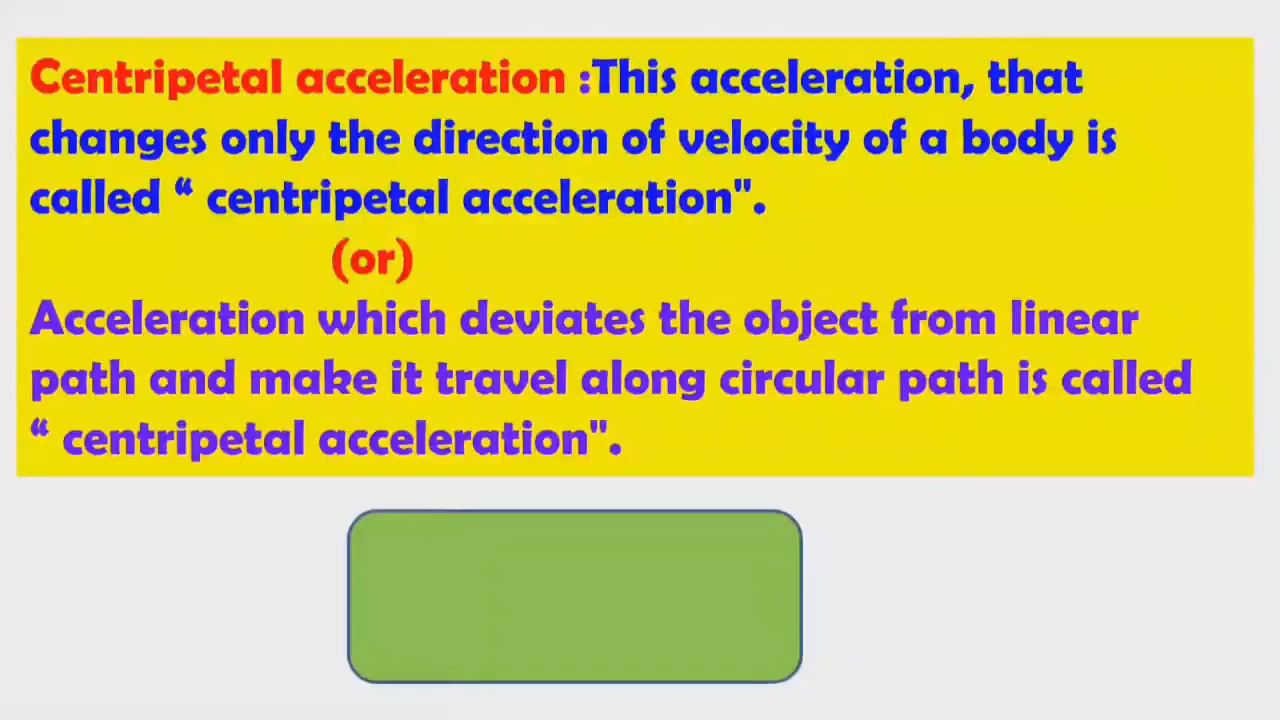 Centripetal acceleration :This acceleration, that
changes only the direction of velocity of a body is
called “ centripetal acceleration".
(or)
Acceleration which deviates the object from linear
path and make it travel along circular path is called
“ centripetal acceleration".